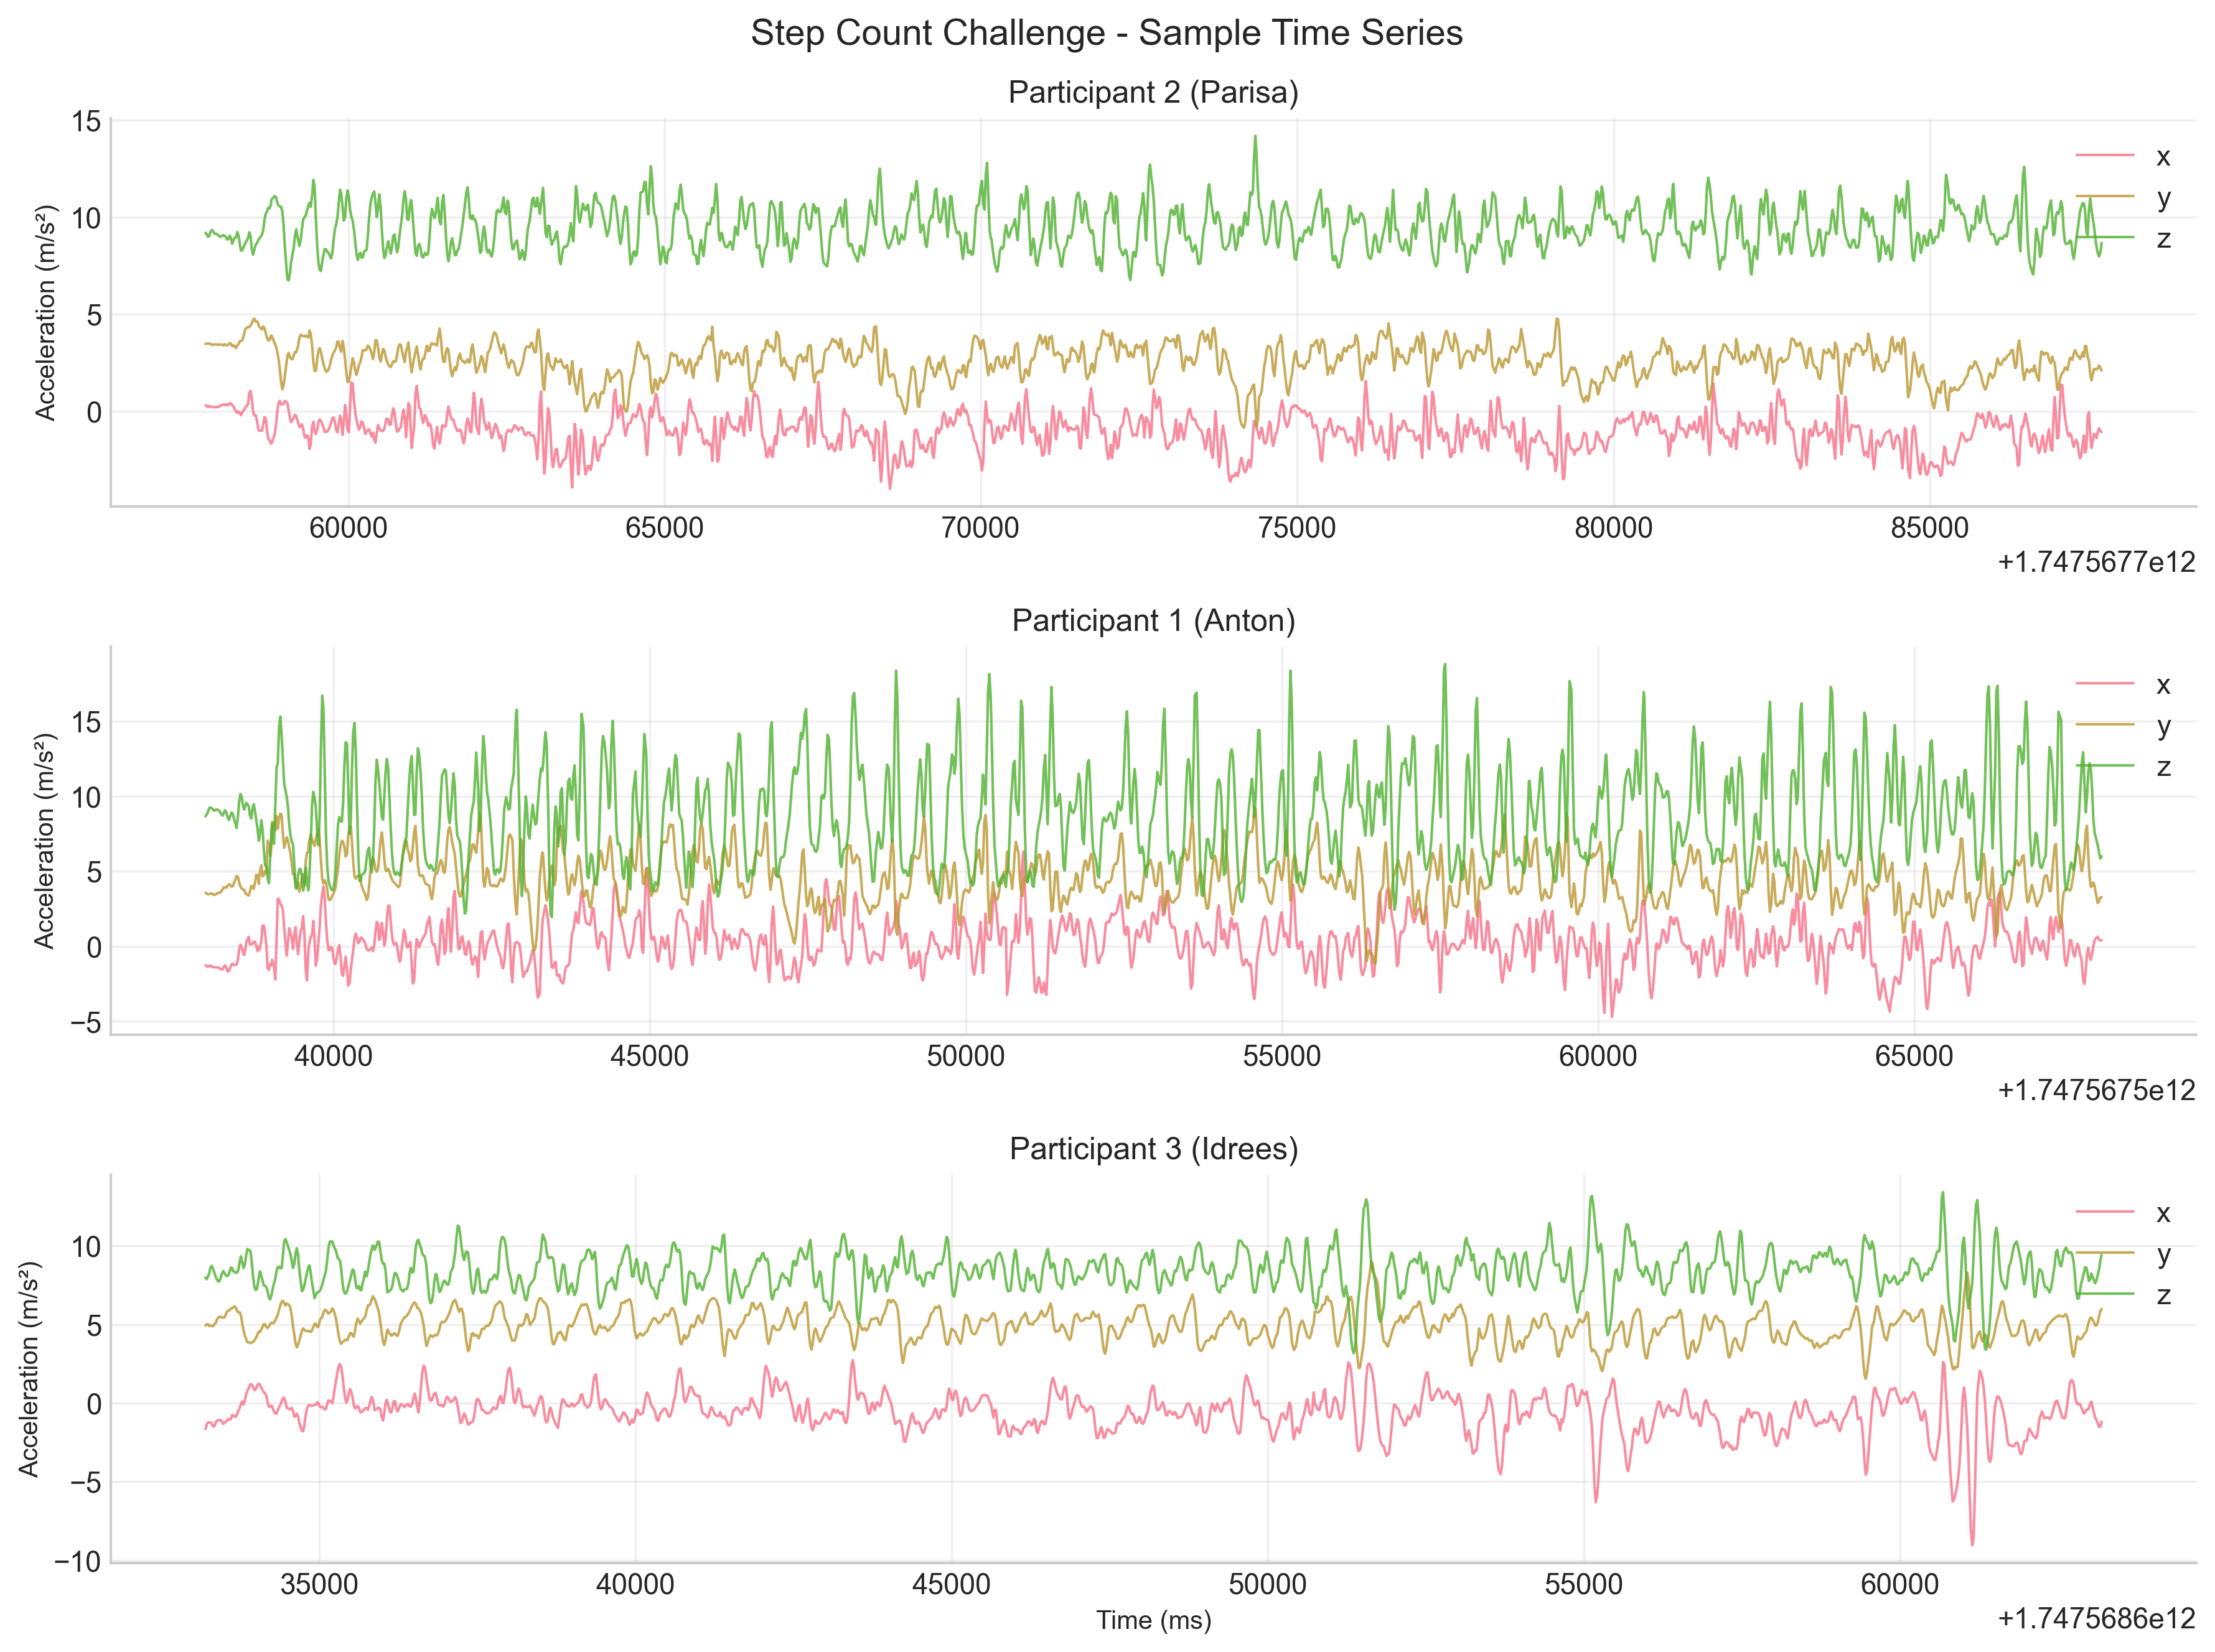 Step Count Challenge - Sample Time Series
Participant 2 (Parisa)
Acceleration (m/s²)
15
10
5
0
x
y
z
60000 65000 70000 75000 80000 85000
+1.7475677e12
Participant 1 (Anton)
Acceleration (m/s²)
15
10
5
0
−5
x
y
z
40000 45000 50000 55000 60000 65000
+1.7475675e12
Participant 3 (Idrees)
Acceleration (m/s²)
10
5
0
−5
−10
x
y
z
35000 40000 45000 50000 55000 60000
Time (ms)
+1.7475686e12